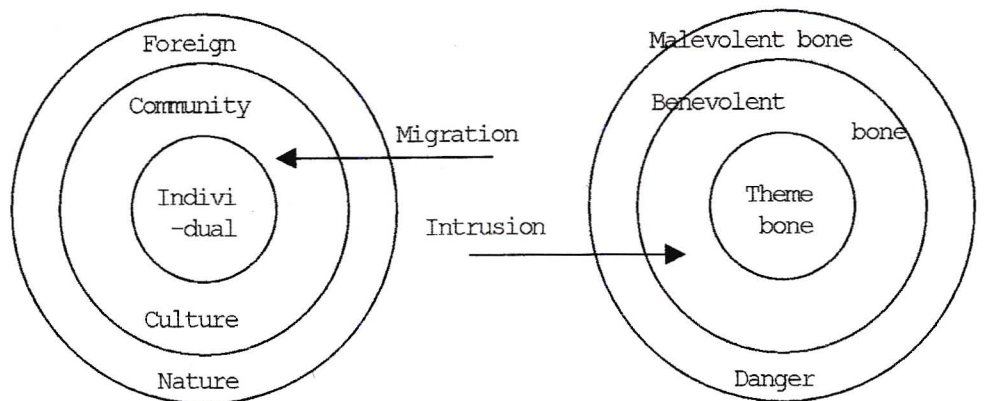 Foreign
Community
Indivi
-dual
Culture
Nature
Migration
Intrusion
Malevolent bone
Benevolent
bone
Theme
bone
Danger